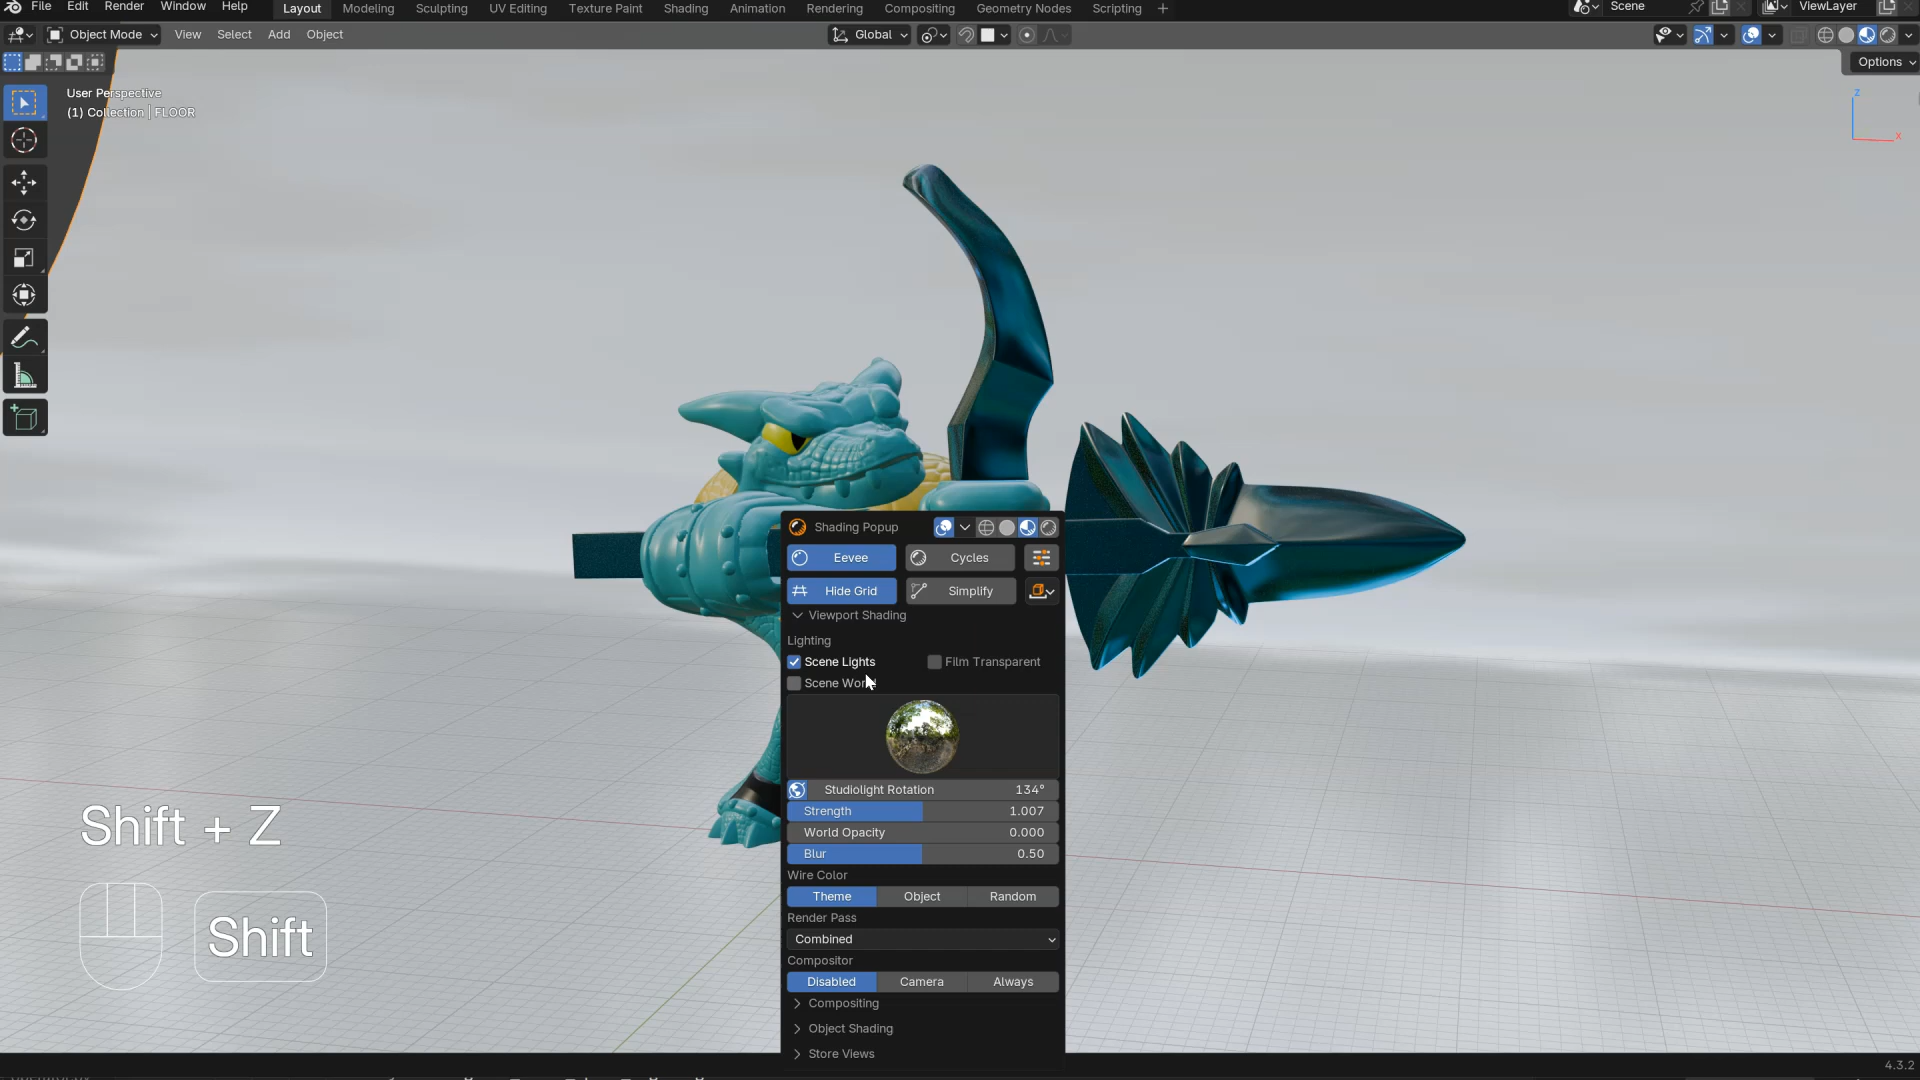 File Edit Render Window Help Layout Modeling Sculpting UV Editing Texture Paint Shading Animation Rendering Compositing Geometry Nodes Scripting + Scene ViewLayer
Object Mode View Select Add Object Global
Options
User Perspective
(1) Collection | FLOOR
Z
X
Shading Popup
Eevee Cycles
Hide Grid Simplify
Viewport Shading
Lighting
Scene Lights Film Transparent
Scene
Studiolight Rotation 134°
Strength 1.007
World Opacity 0.000
Blur 0.50
Wire Color
Theme Object Random
Render Pass
Combined
Compositor
Disabled Camera Always
Compositing
Object Shading
Store Views
Shift + Z
Shift
4.3.2